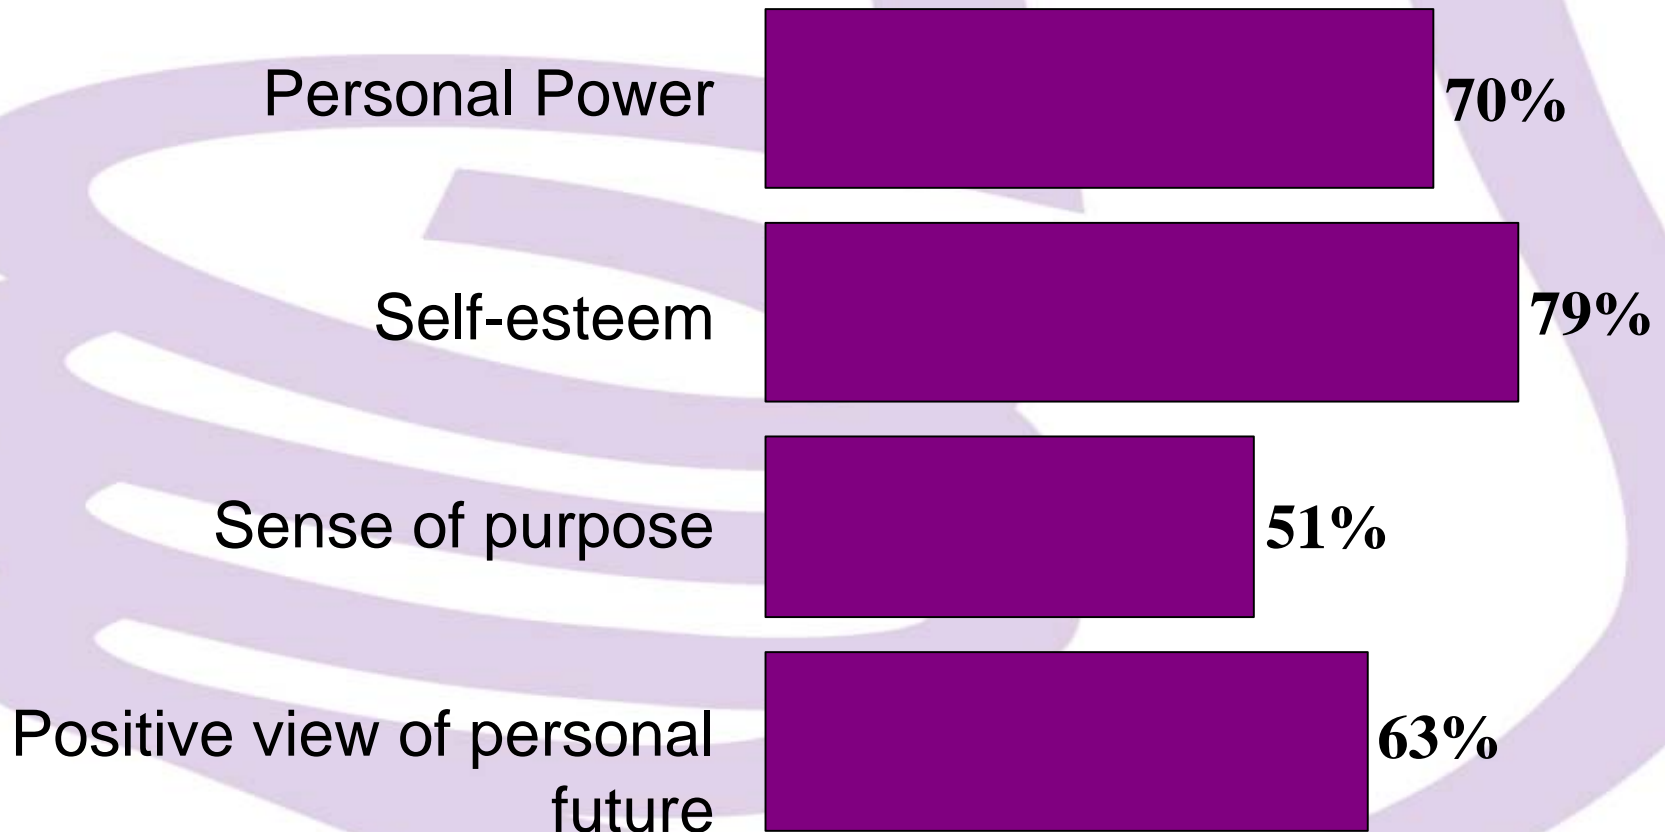 Personal Power
70%
Self-esteem
79%
Sense of purpose
51%
Positive view of personal
future
63%